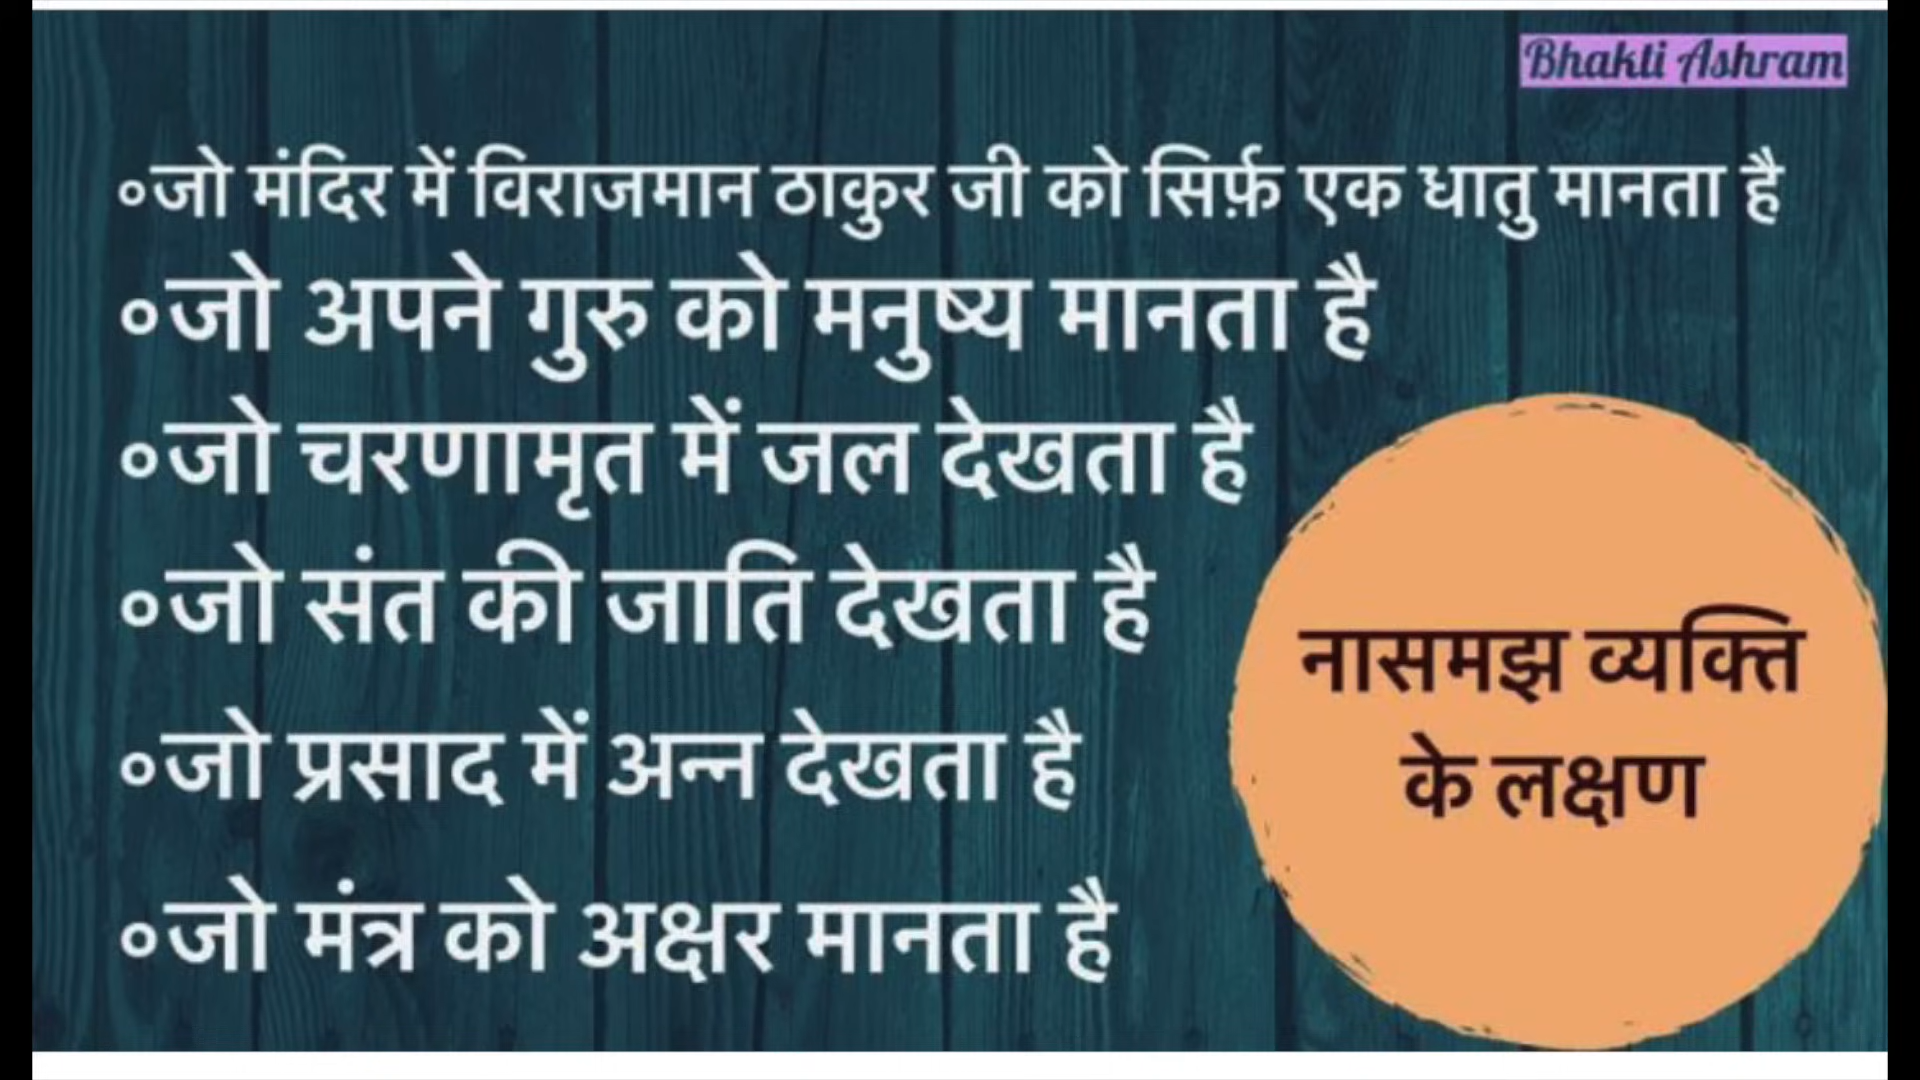 Bhakti Ashram
°जो मंदिर में विराजमान ठाकुर जी को सिर्फ़ एक धातु मानता है
°जो अपने गुरु को मनुष्य मानता है
°जो चरणामृत में जल देखता है
°जो संत की जाति देखता है
°जो प्रसाद में अन्न देखता है
°जो मंत्र को अक्षर मानता है
नासमझ व्यक्ति
के लक्षण